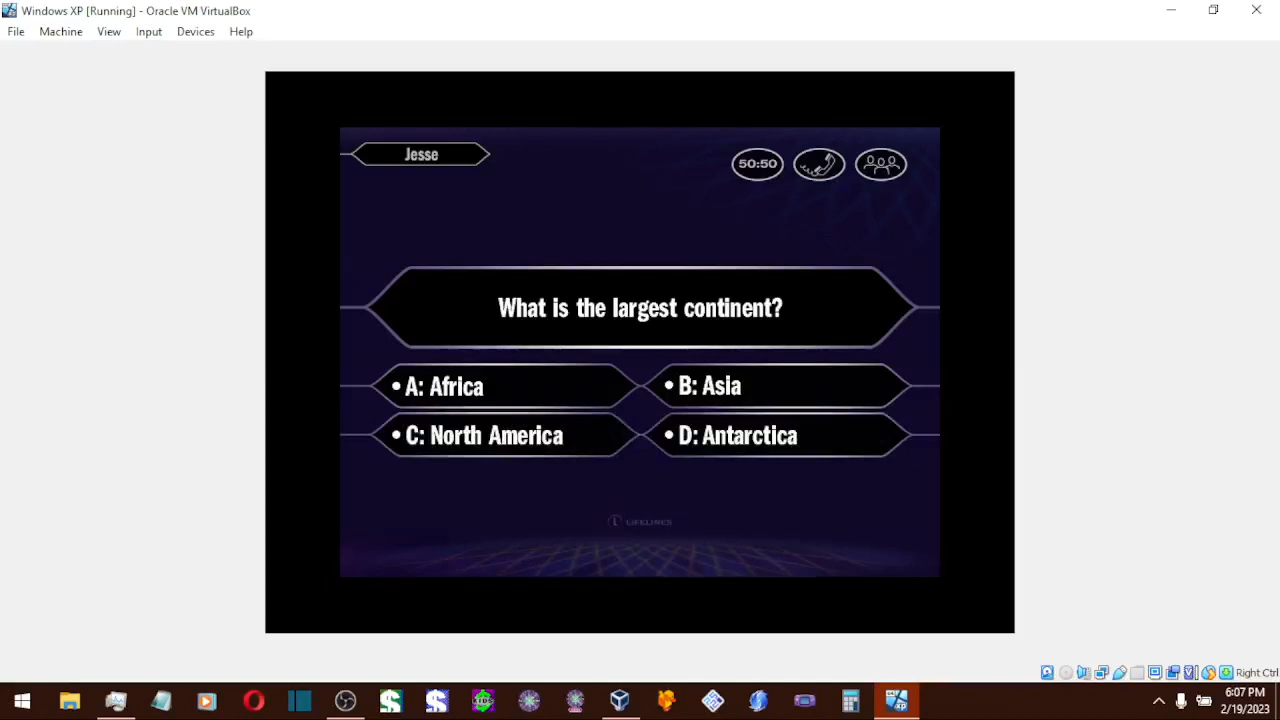 Windows XP [Running] - Oracle VM VirtualBox
File Machine View Input Devices Help
Jesse
50:50
What is the largest continent?
• A: Africa
• B: Asia
• C: North America
• D: Antarctica
L LIFELINES
Right Ctrl
6:07 PM
2/19/2023